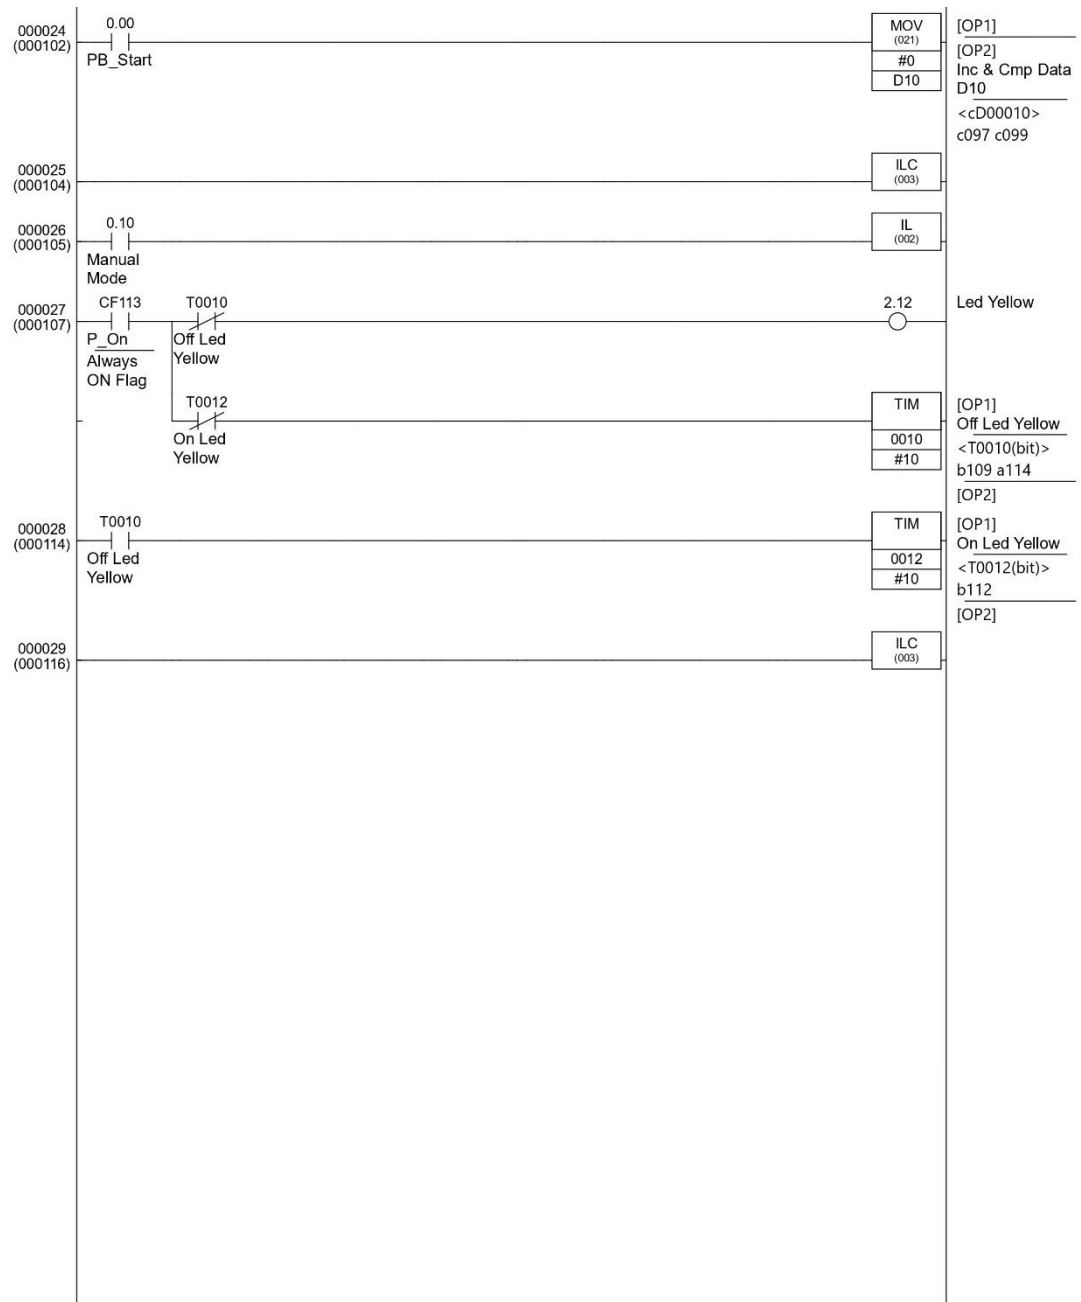 000024
(000102)
0.00
PB_Start
MOV
(021)
#0
D10
[OP1]
[OP2]
Inc & Cmp Data
D10
<cD00010>
c097 c099
000025
(000104)
ILC
(003)
000026
(000105)
0.10
Manual
Mode
IL
(002)
000027
(000107)
CF113
P_On
Always
ON Flag
T0010
Off Led
Yellow
2.12
Led Yellow
T0012
On Led
Yellow
TIM
0010
#10
[OP1]
Off Led Yellow
<T0010(bit)>
b109 a114
[OP2]
000028
(000114)
T0010
Off Led
Yellow
TIM
0012
#10
[OP1]
On Led Yellow
<T0012(bit)>
b112
[OP2]
000029
(000116)
ILC
(003)